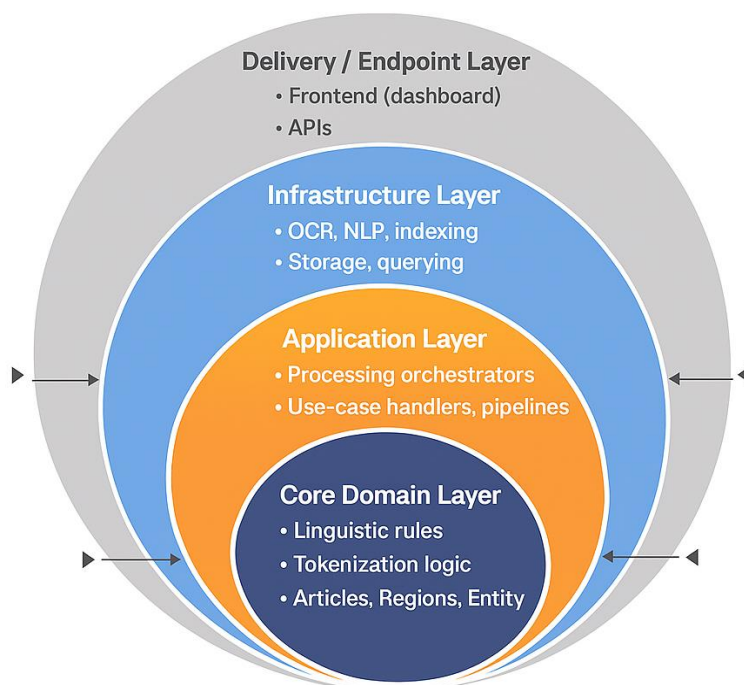 Delivery / Endpoint Layer
• Frontend (dashboard)
• APIs
Infrastructure Layer
• OCR, NLP, indexing
• Storage, querying
Application Layer
• Processing orchestrators
• Use-case handlers, pipelines
Core Domain Layer
• Linguistic rules
• Tokenization logic
• Articles, Regions, Entity